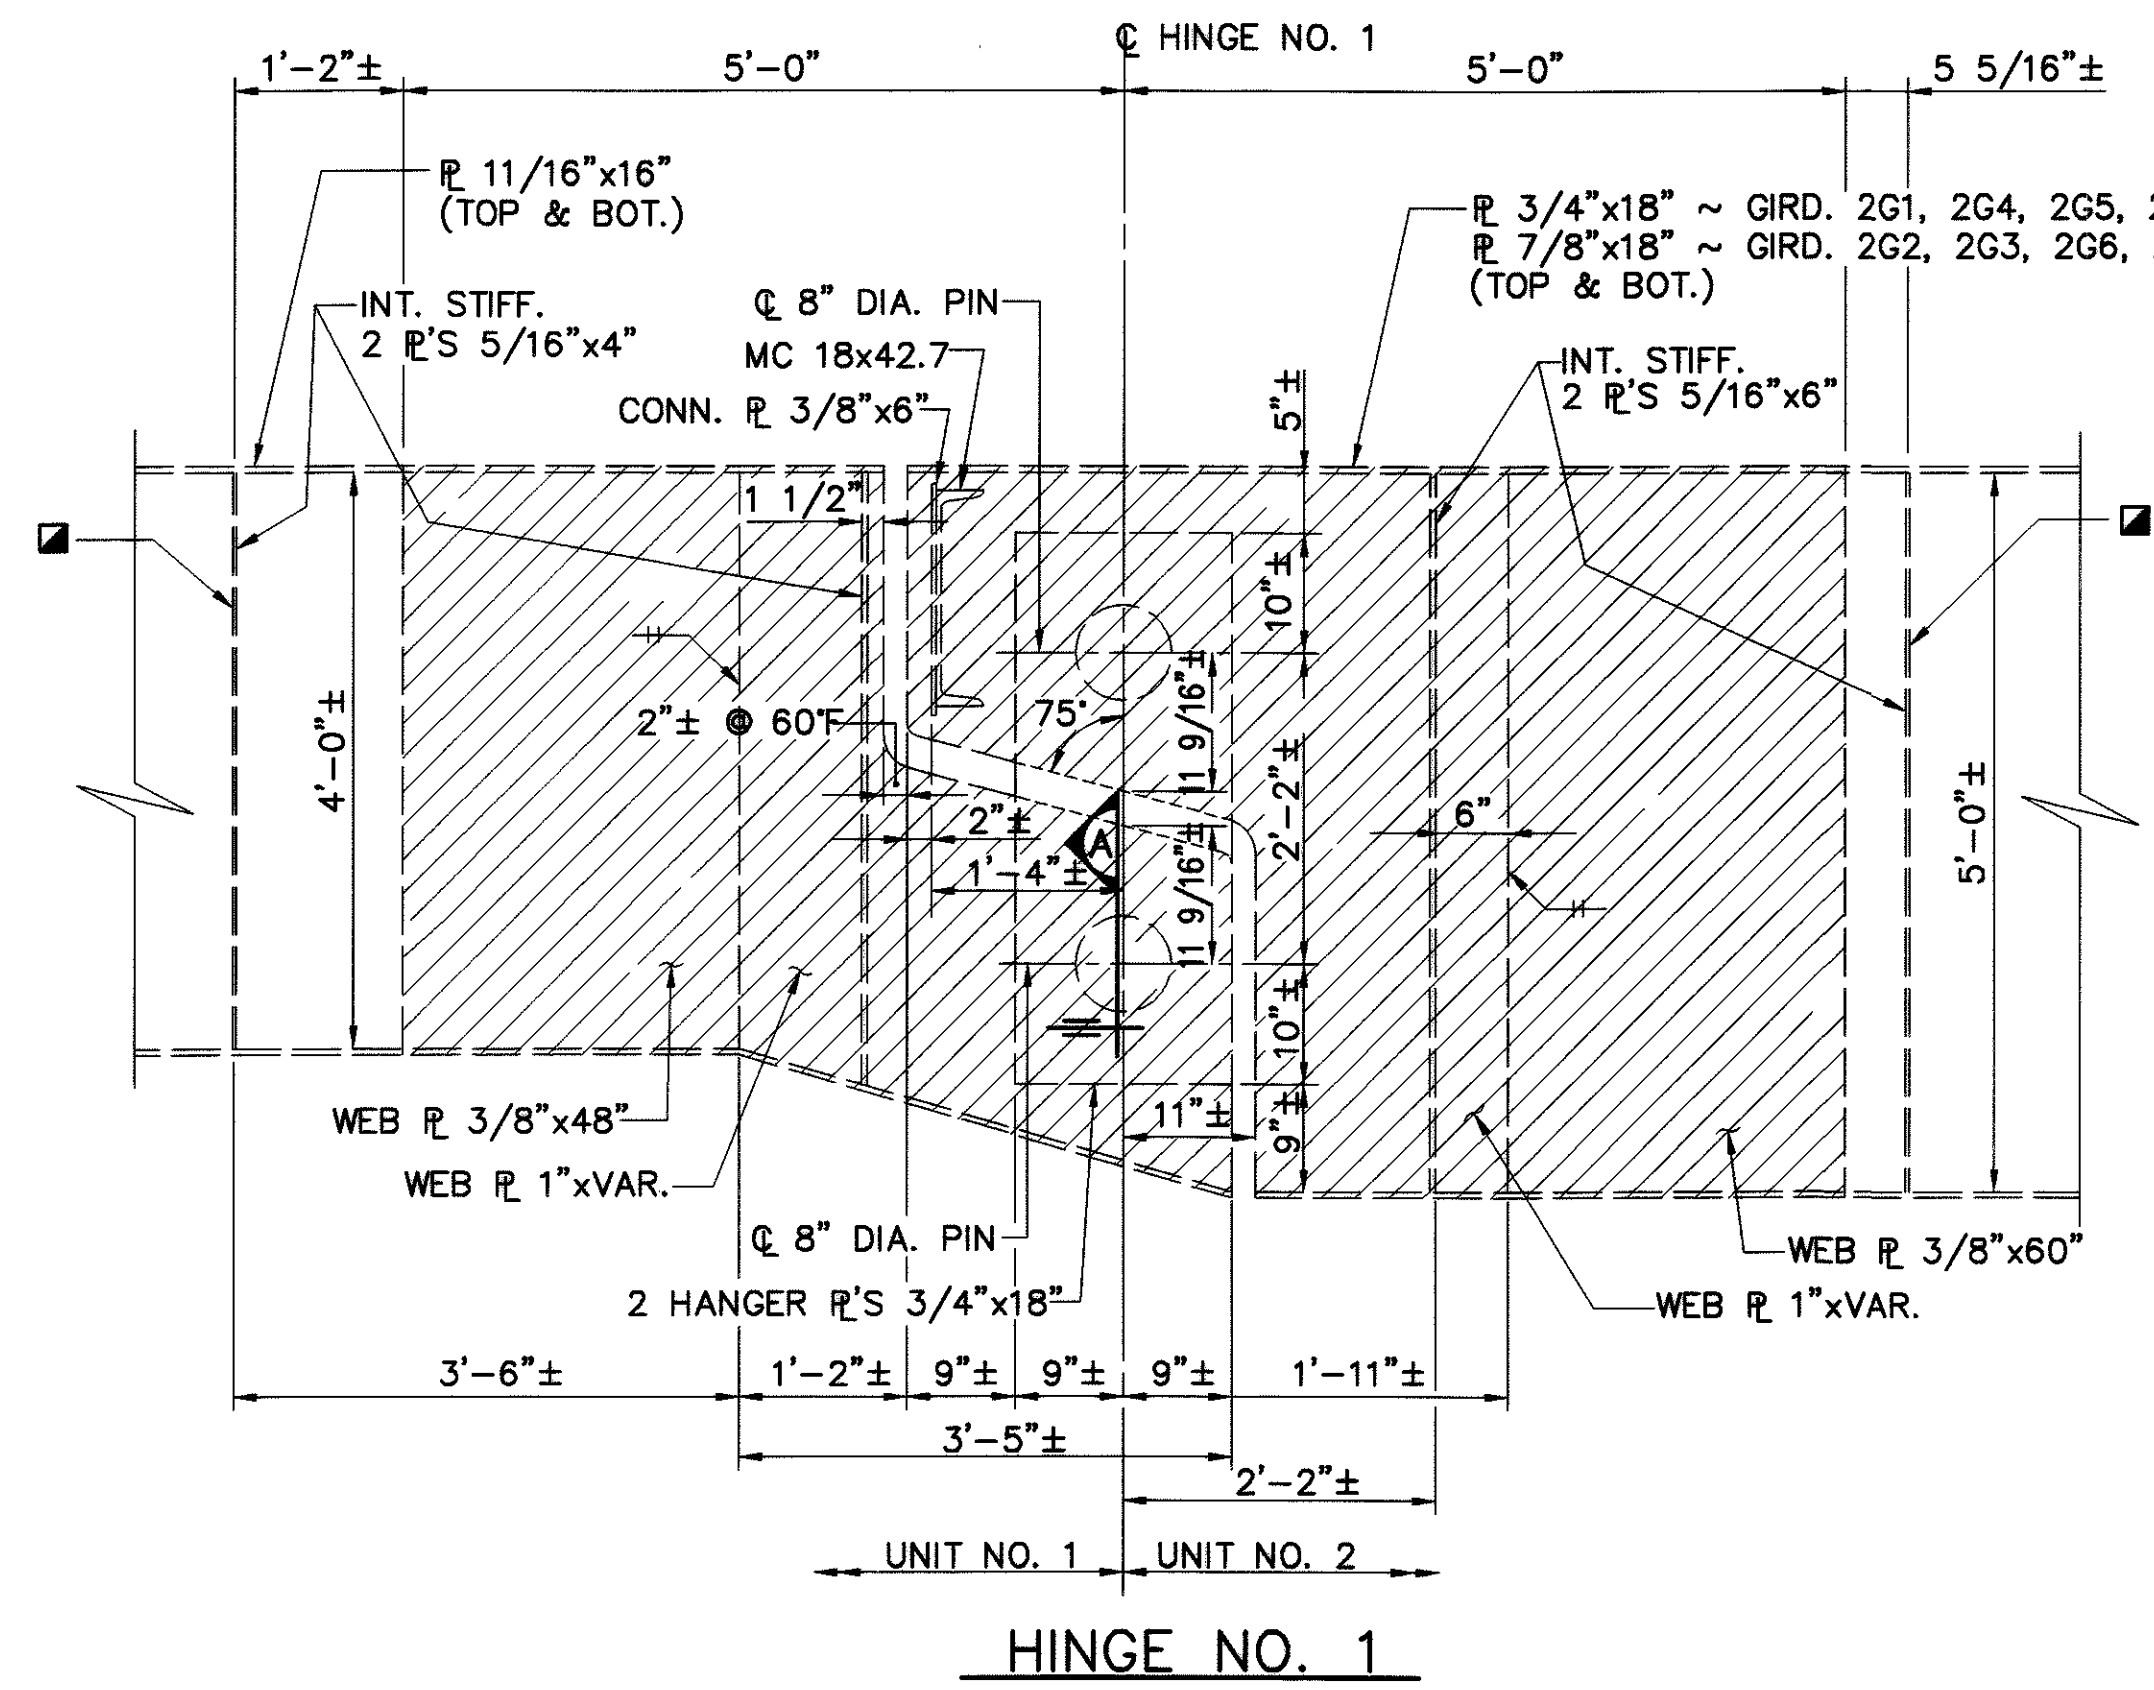 ℄ HINGE NO. 1
1'-2"±
5'-0"
5'-0"
5 5/16"±
℞ 11/16"x16"
(TOP & BOT.)
℞ 3/4"x18" ~ GIRD. 2G1, 2G4, 2G5,
℞ 7/8"x18" ~ GIRD. 2G2, 2G3, 2G6,
(TOP & BOT.)
INT. STIFF.
2 ℞'S 5/16"x4"
℄ 8" DIA. PIN
MC 18x42.7
CONN. ℞ 3/8"x6"
INT. STIFF.
2 ℞'S 5/16"x6"
5"±
1 1/2"
10"±
2"± @ 60°F
75°
11 9/16"±
4'-0"±
2'-2"±
5'-0"±
2"±
A
6"
1'-4"±
11 9/16"±
10"±
11"±
9"±
WEB ℞ 3/8"x48"
WEB ℞ 1"xVAR.
℄ 8" DIA. PIN
2 HANGER ℞'S 3/4"x18"
WEB ℞ 3/8"x60"
WEB ℞ 1"xVAR.
3'-6"±
1'-2"±
9"±
9"±
9"±
1'-11"±
3'-5"±
2'-2"±
UNIT NO. 1
UNIT NO. 2
HINGE NO. 1